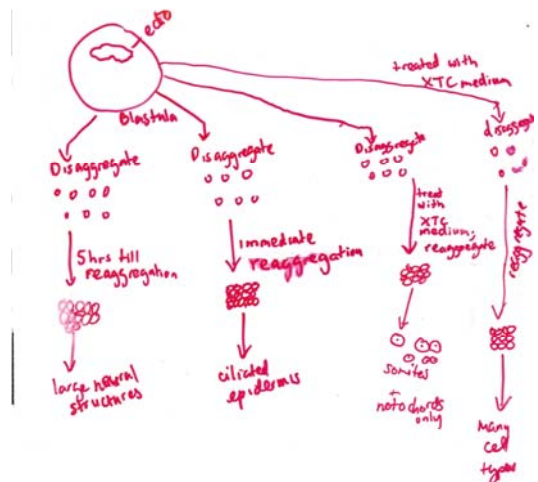 ecto
treated with
XTC medium
Blastula
Disaggregate
Disaggregate
Disaggregate
disaggregate
5hrs till
reaggregation
immediate
reaggregation
treat
with
XTC
medium;
reaggregate
reaggregate
large neural
structures
ciliated
epidermis
somites
+
notochords
only
Many
cell
types